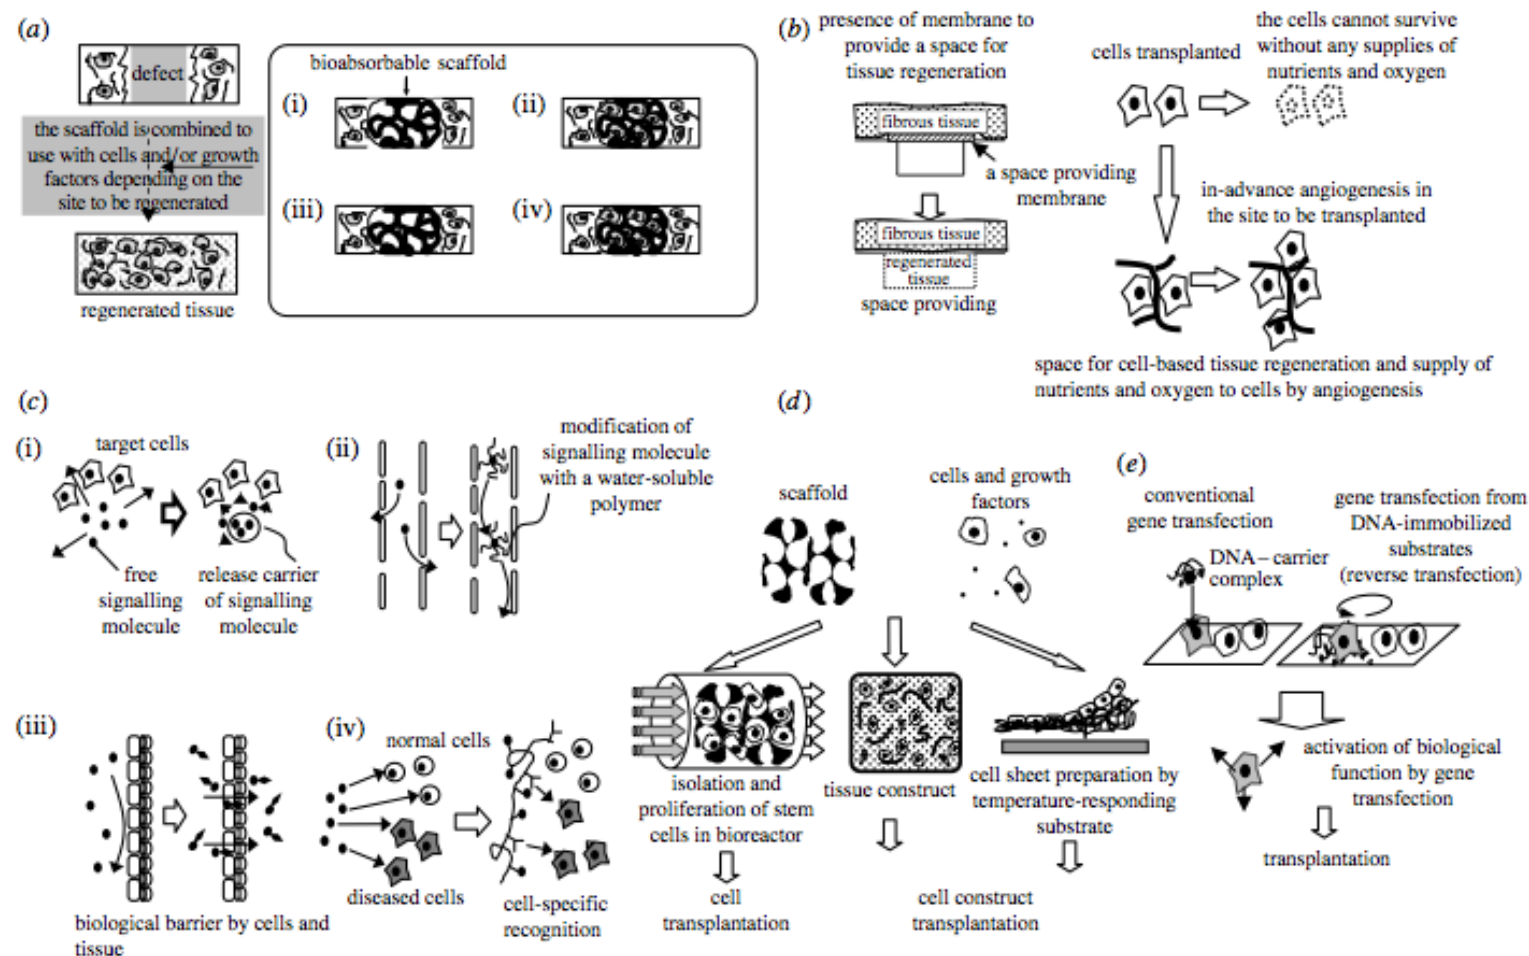 (a)
defect
the scaffold is combined to
use with cells and/or growth
factors depending on the
site to be regenerated
regenerated tissue
bioabsorbable scaffold
(i)
(ii)
(iii)
(iv)
(b)
presence of membrane to
provide a space for
tissue regeneration
fibrous tissue
a space providing
membrane
fibrous tissue
regenerated
tissue
space providing
cells transplanted
the cells cannot survive
without any supplies of
nutrients and oxygen
in-advance angiogenesis in
the site to be transplanted
space for cell-based tissue regeneration and supply of
nutrients and oxygen to cells by angiogenesis
(c)
(i)
target cells
free
signalling
molecule
release carrier
of signalling
molecule
(ii)
modification of
signalling molecule
with a water-soluble
polymer
(iii)
biological barrier by cells and
tissue
(iv)
normal cells
diseased cells
cell-specific
recognition
(d)
scaffold
cells and growth
factors
isolation and
proliferation of stem
cells in bioreactor
cell
transplantation
tissue construct
cell sheet preparation by
temperature-responding
substrate
cell construct
transplantation
(e)
conventional
gene transfection
DNA–carrier
complex
gene transfection from
DNA-immobilized
substrates
(reverse transfection)
activation of biological
function by gene
transfection
transplantation